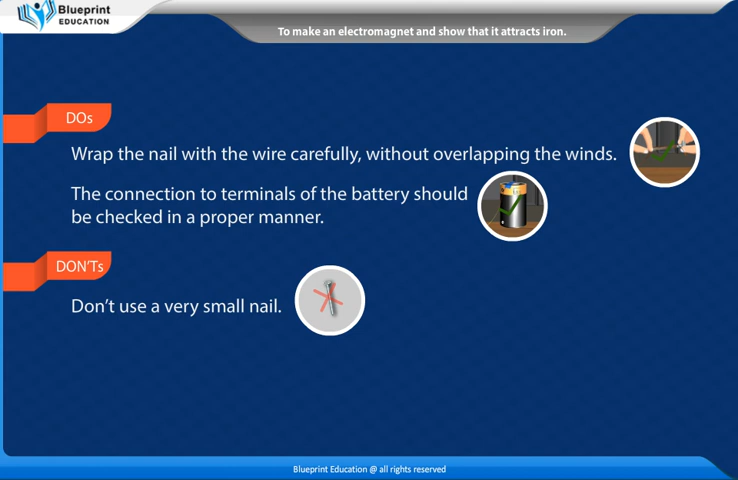 Blueprint
EDUCATION
To make an electromagnet and show that it attracts iron.
DOs
Wrap the nail with the wire carefully, without overlapping the winds.
The connection to terminals of the battery should
be checked in a proper manner.
DON'Ts
Don't use a very small nail.
Blueprint Education @ all rights reserved